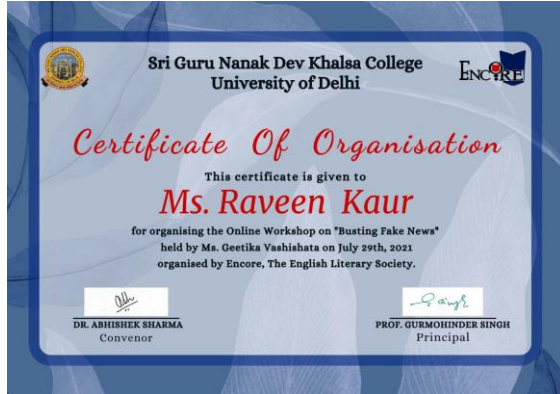 Sri Guru Nanak Dev Khalsa College
University of Delhi
ENCRE
Certificate Of Organisation
This certificate is given to
Ms. Raveen Kaur
for organising the Online Workshop on "Busting Fake News"
held by Ms. Geetika Vashishata on July 29th, 2021
organised by Encore, The English Literary Society.
DR. ABHISHEK SHARMA
Convenor
PROF. GURMOHINDER SINGH
Principal